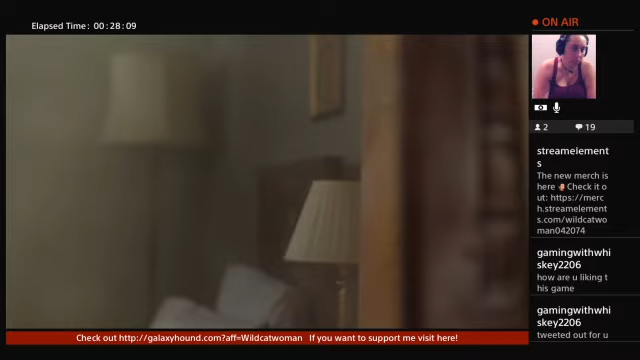 Elapsed Time: 00:28:09
ON AIR
2 19
streamelement
s
The new merch is
here Check it o
ut: https://merc
h.streamelement
s.com/wildcatwo
man042074
gamingwithwhi
skey2206
how are u liking t
his game
gamingwithwhi
skey2206
tweeted out for u
Check out http://galaxyhound.com?aff=Wildcatwoman If you want to support me visit here!